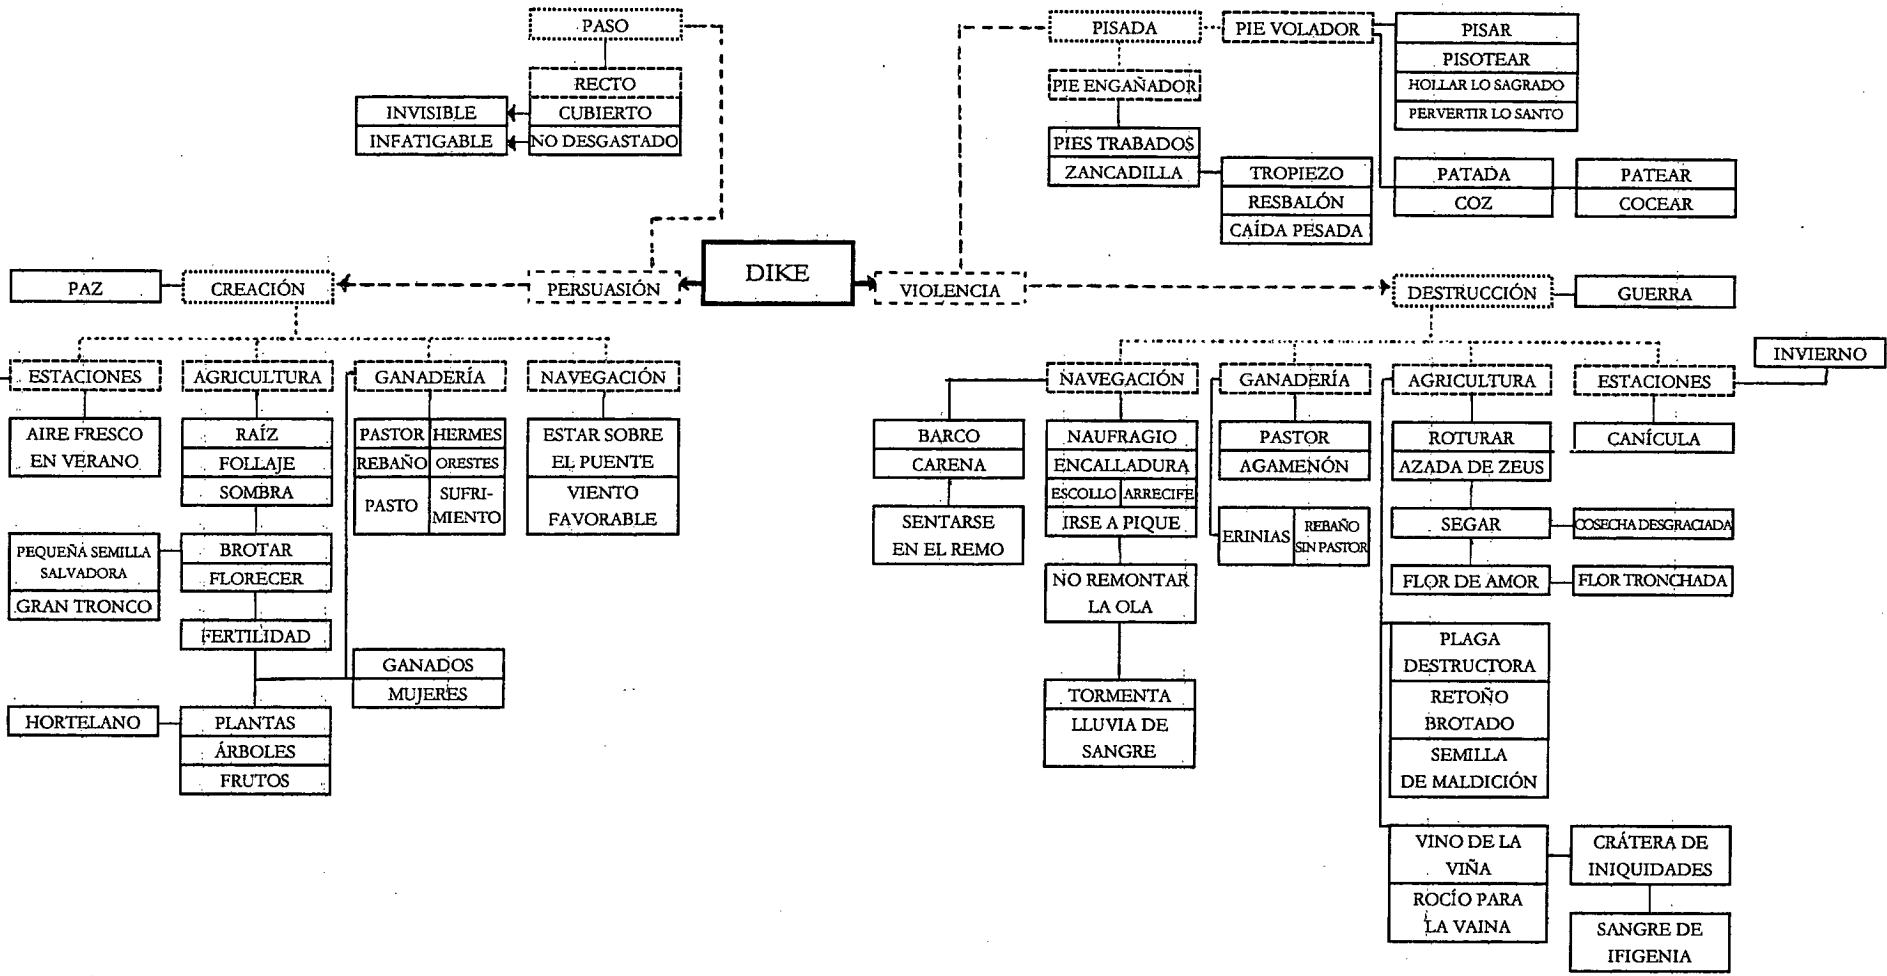 PASO
RECTO
CUBIERTO
NO DESGASTADO
INVISIBLE
INFATIGABLE
PISADA
PIE VOLADOR
PISAR
PISOTEAR
HOLLAR LO SAGRADO
PERVERTIR LO SANTO
PIE ENGAÑADOR
PIES TRABADOS
ZANCADILLA
TROPIEZO
RESBALÓN
CAÍDA PESADA
PATADA
COZ
PATEAR
COCEAR
DIKE
PAZ
CREACIÓN
PERSUASIÓN
VIOLENCIA
DESTRUCCIÓN
GUERRA
ESTACIONES
AIRE FRESCO
EN VERANO
AGRICULTURA
RAÍZ
FOLLAJE
SOMBRA
BROTAR
FLORECER
PEQUEÑA SEMILLA
SALVADORA
GRAN TRONCO
FERTILIDAD
HORTELANO
PLANTAS
ÁRBOLES
FRUTOS
GANADERÍA
PASTOR
HERMES
REBAÑO
ORESTES
PASTO
SUFRI-
MIENTO
GANADOS
MUJERES
NAVEGACIÓN
ESTAR SOBRE
EL PUENTE
VIENTO
FAVORABLE
NAVEGACIÓN
BARCO
CARENA
SENTARSE
EN EL REMO
NAUFRAGIO
ENCALLADURA
ESCOLLO
ARRECIFE
IRSE A PIQUE
NO REMONTAR
LA OLA
TORMENTA
LLUVIA DE
SANGRE
GANADERÍA
PASTOR
AGAMENÓN
ERINIAS
REBAÑO
SIN PASTOR
AGRICULTURA
ROTURAR
AZADA DE ZEUS
SEGAR
COSECHA DESGRACIADA
FLOR DE AMOR
FLOR TRONCHADA
PLAGA
DESTRUCTORA
RETOÑO
BROTADO
SEMILLA
DE MALDICIÓN
VINO DE LA
VIÑA
ROCÍO PARA
LA VAINA
CRÁTERA DE
INIQUIDADES
SANGRE DE
IFIGENIA
ESTACIONES
INVIERNO
CANÍCULA